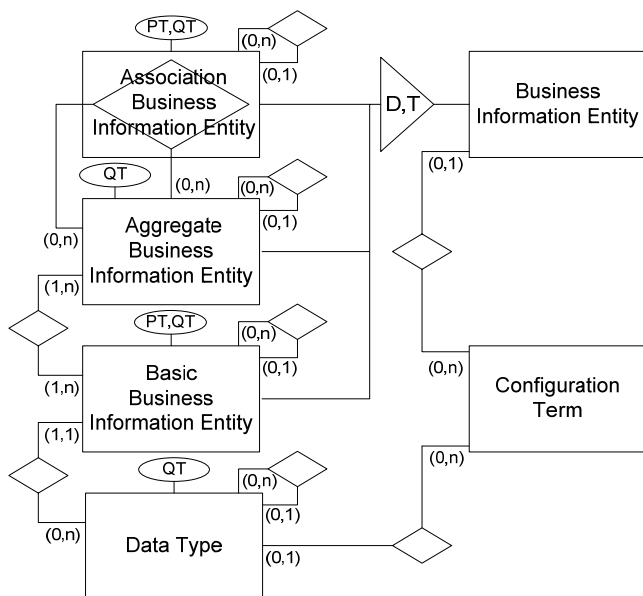 PT,QT
(0,n)
(0,1)
Association
Business
Information Entity
D,T
Business
Information Entity
(0,1)
QT
(0,n)
(0,n)
(0,1)
(0,n)
Aggregate
Business
Information Entity
(1,n)
PT,QT
(0,n)
(0,1)
(1,n)
Basic
Business
Information Entity
(0,n)
Configuration
Term
(1,1)
(0,n)
QT
(0,n)
(0,1)
(0,n)
Data Type
(0,1)